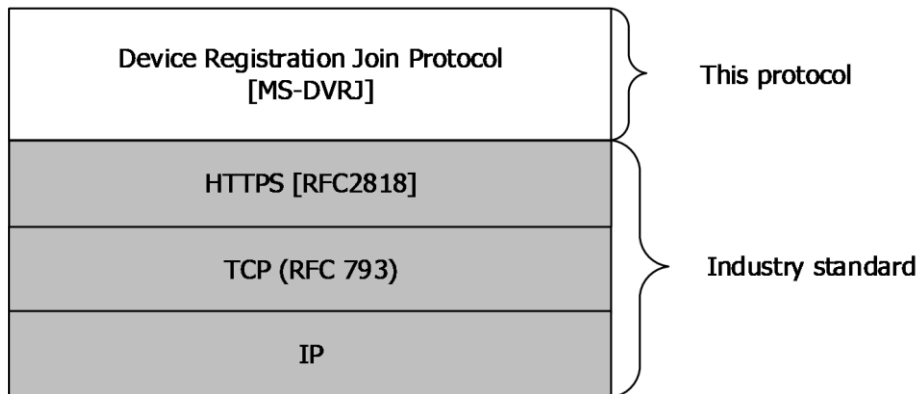 Device Registration Join Protocol
[MS-DVRJ]
This protocol
HTTPS [RFC2818]
TCP (RFC 793)
Industry standard
IP